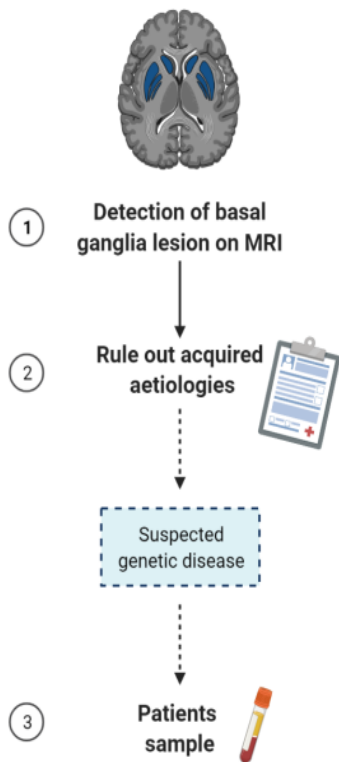 1
Detection of basal
ganglia lesion on MRI
2
Rule out acquired
aetiologies
Suspected
genetic disease
3
Patients
sample